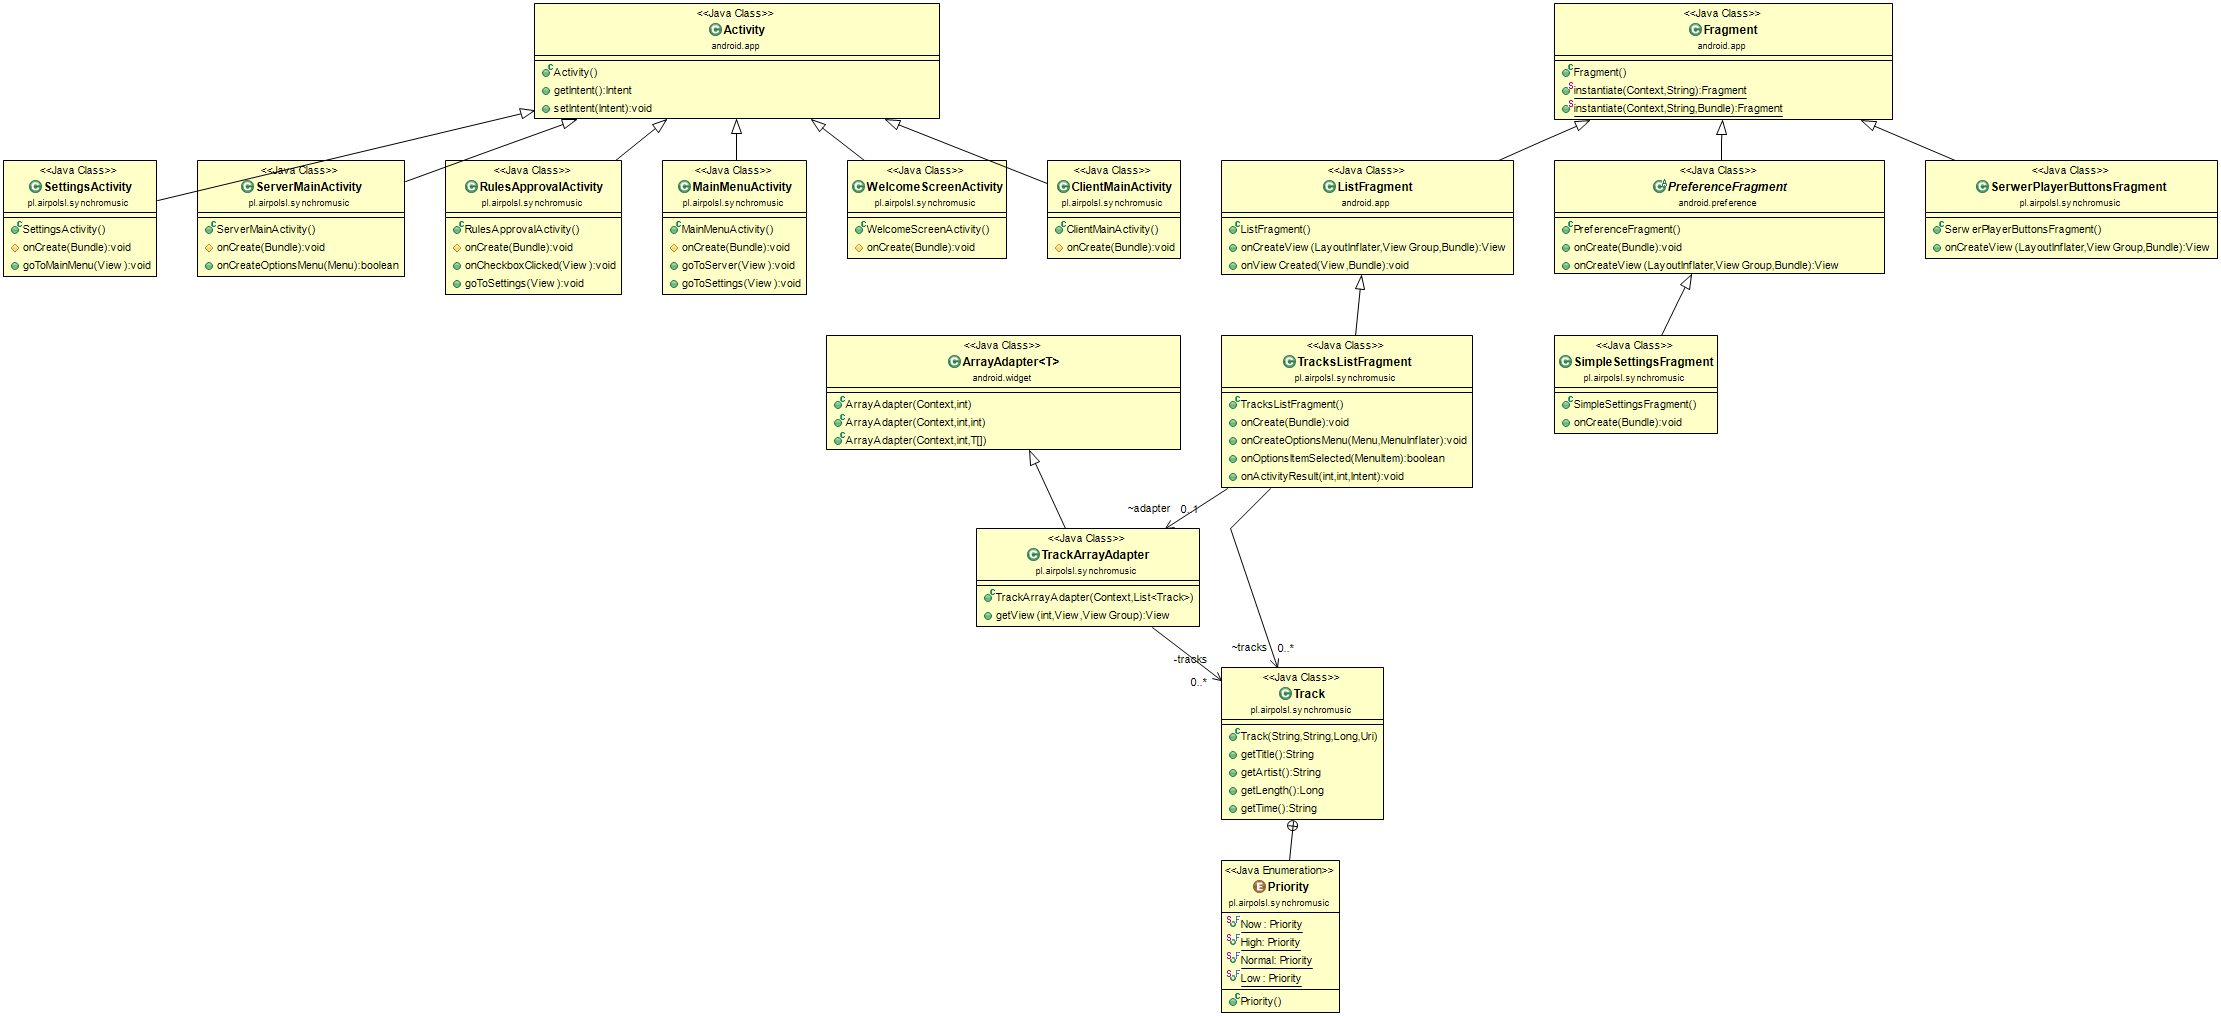 <<Java Class>>
Activity
android.app
Activity()
getIntent():Intent
setIntent(Intent):void
<<Java Class>>
Fragment
android.app
Fragment()
instantiate(Context,String):Fragment
instantiate(Context,String,Bundle):Fragment
<<Java Class>>
SettingsActivity
pl.airpolsl.synchromusic
SettingsActivity()
onCreate(Bundle):void
goToMainMenu(View):void
<<Java Class>>
ServerMainActivity
pl.airpolsl.synchromusic
ServerMainActivity()
onCreate(Bundle):void
onCreateOptionsMenu(Menu):boolean
<<Java Class>>
RulesApprovalActivity
pl.airpolsl.synchromusic
RulesApprovalActivity()
onCreate(Bundle):void
onCheckboxClicked(View):void
goToSettings(View):void
<<Java Class>>
MainMenuActivity
pl.airpolsl.synchromusic
MainMenuActivity()
onCreate(Bundle):void
goToServer(View):void
goToSettings(View):void
<<Java Class>>
WelcomeScreenActivity
pl.airpolsl.synchromusic
WelcomeScreenActivity()
onCreate(Bundle):void
<<Java Class>>
ClientMainActivity
pl.airpolsl.synchromusic
ClientMainActivity()
onCreate(Bundle):void
<<Java Class>>
ListFragment
android.app
ListFragment()
onCreateView(LayoutInflater,ViewGroup,Bundle):View
onViewCreated(View,Bundle):void
<<Java Class>>
PreferenceFragment
android.preference
PreferenceFragment()
onCreate(Bundle):void
onCreateView(LayoutInflater,ViewGroup,Bundle):View
<<Java Class>>
SerwerPlayerButtonsFragment
pl.airpolsl.synchromusic
SerwerPlayerButtonsFragment()
onCreateView(LayoutInflater,ViewGroup,Bundle):View
<<Java Class>>
ArrayAdapter<T>
android.widget
ArrayAdapter(Context,int)
ArrayAdapter(Context,int,int)
ArrayAdapter(Context,int,T[])
<<Java Class>>
TracksListFragment
pl.airpolsl.synchromusic
TracksListFragment()
onCreate(Bundle):void
onCreateOptionsMenu(Menu,MenuInflater):void
onOptionsItemSelected(MenuItem):boolean
onActivityResult(int,int,Intent):void
<<Java Class>>
SimpleSettingsFragment
pl.airpolsl.synchromusic
SimpleSettingsFragment()
onCreate(Bundle):void
~adapter 0..1
<<Java Class>>
TrackArrayAdapter
pl.airpolsl.synchromusic
TrackArrayAdapter(Context,List<Track>)
getView(int,View,ViewGroup):View
~tracks 0..*
-tracks
0..*
<<Java Class>>
Track
pl.airpolsl.synchromusic
Track(String,String,Long,Uri)
getTitle():String
getArtist():String
getLength():Long
getTime():String
<<Java Enumeration>>
Priority
pl.airpolsl.synchromusic
Now: Priority
High: Priority
Normal: Priority
Low: Priority
Priority()